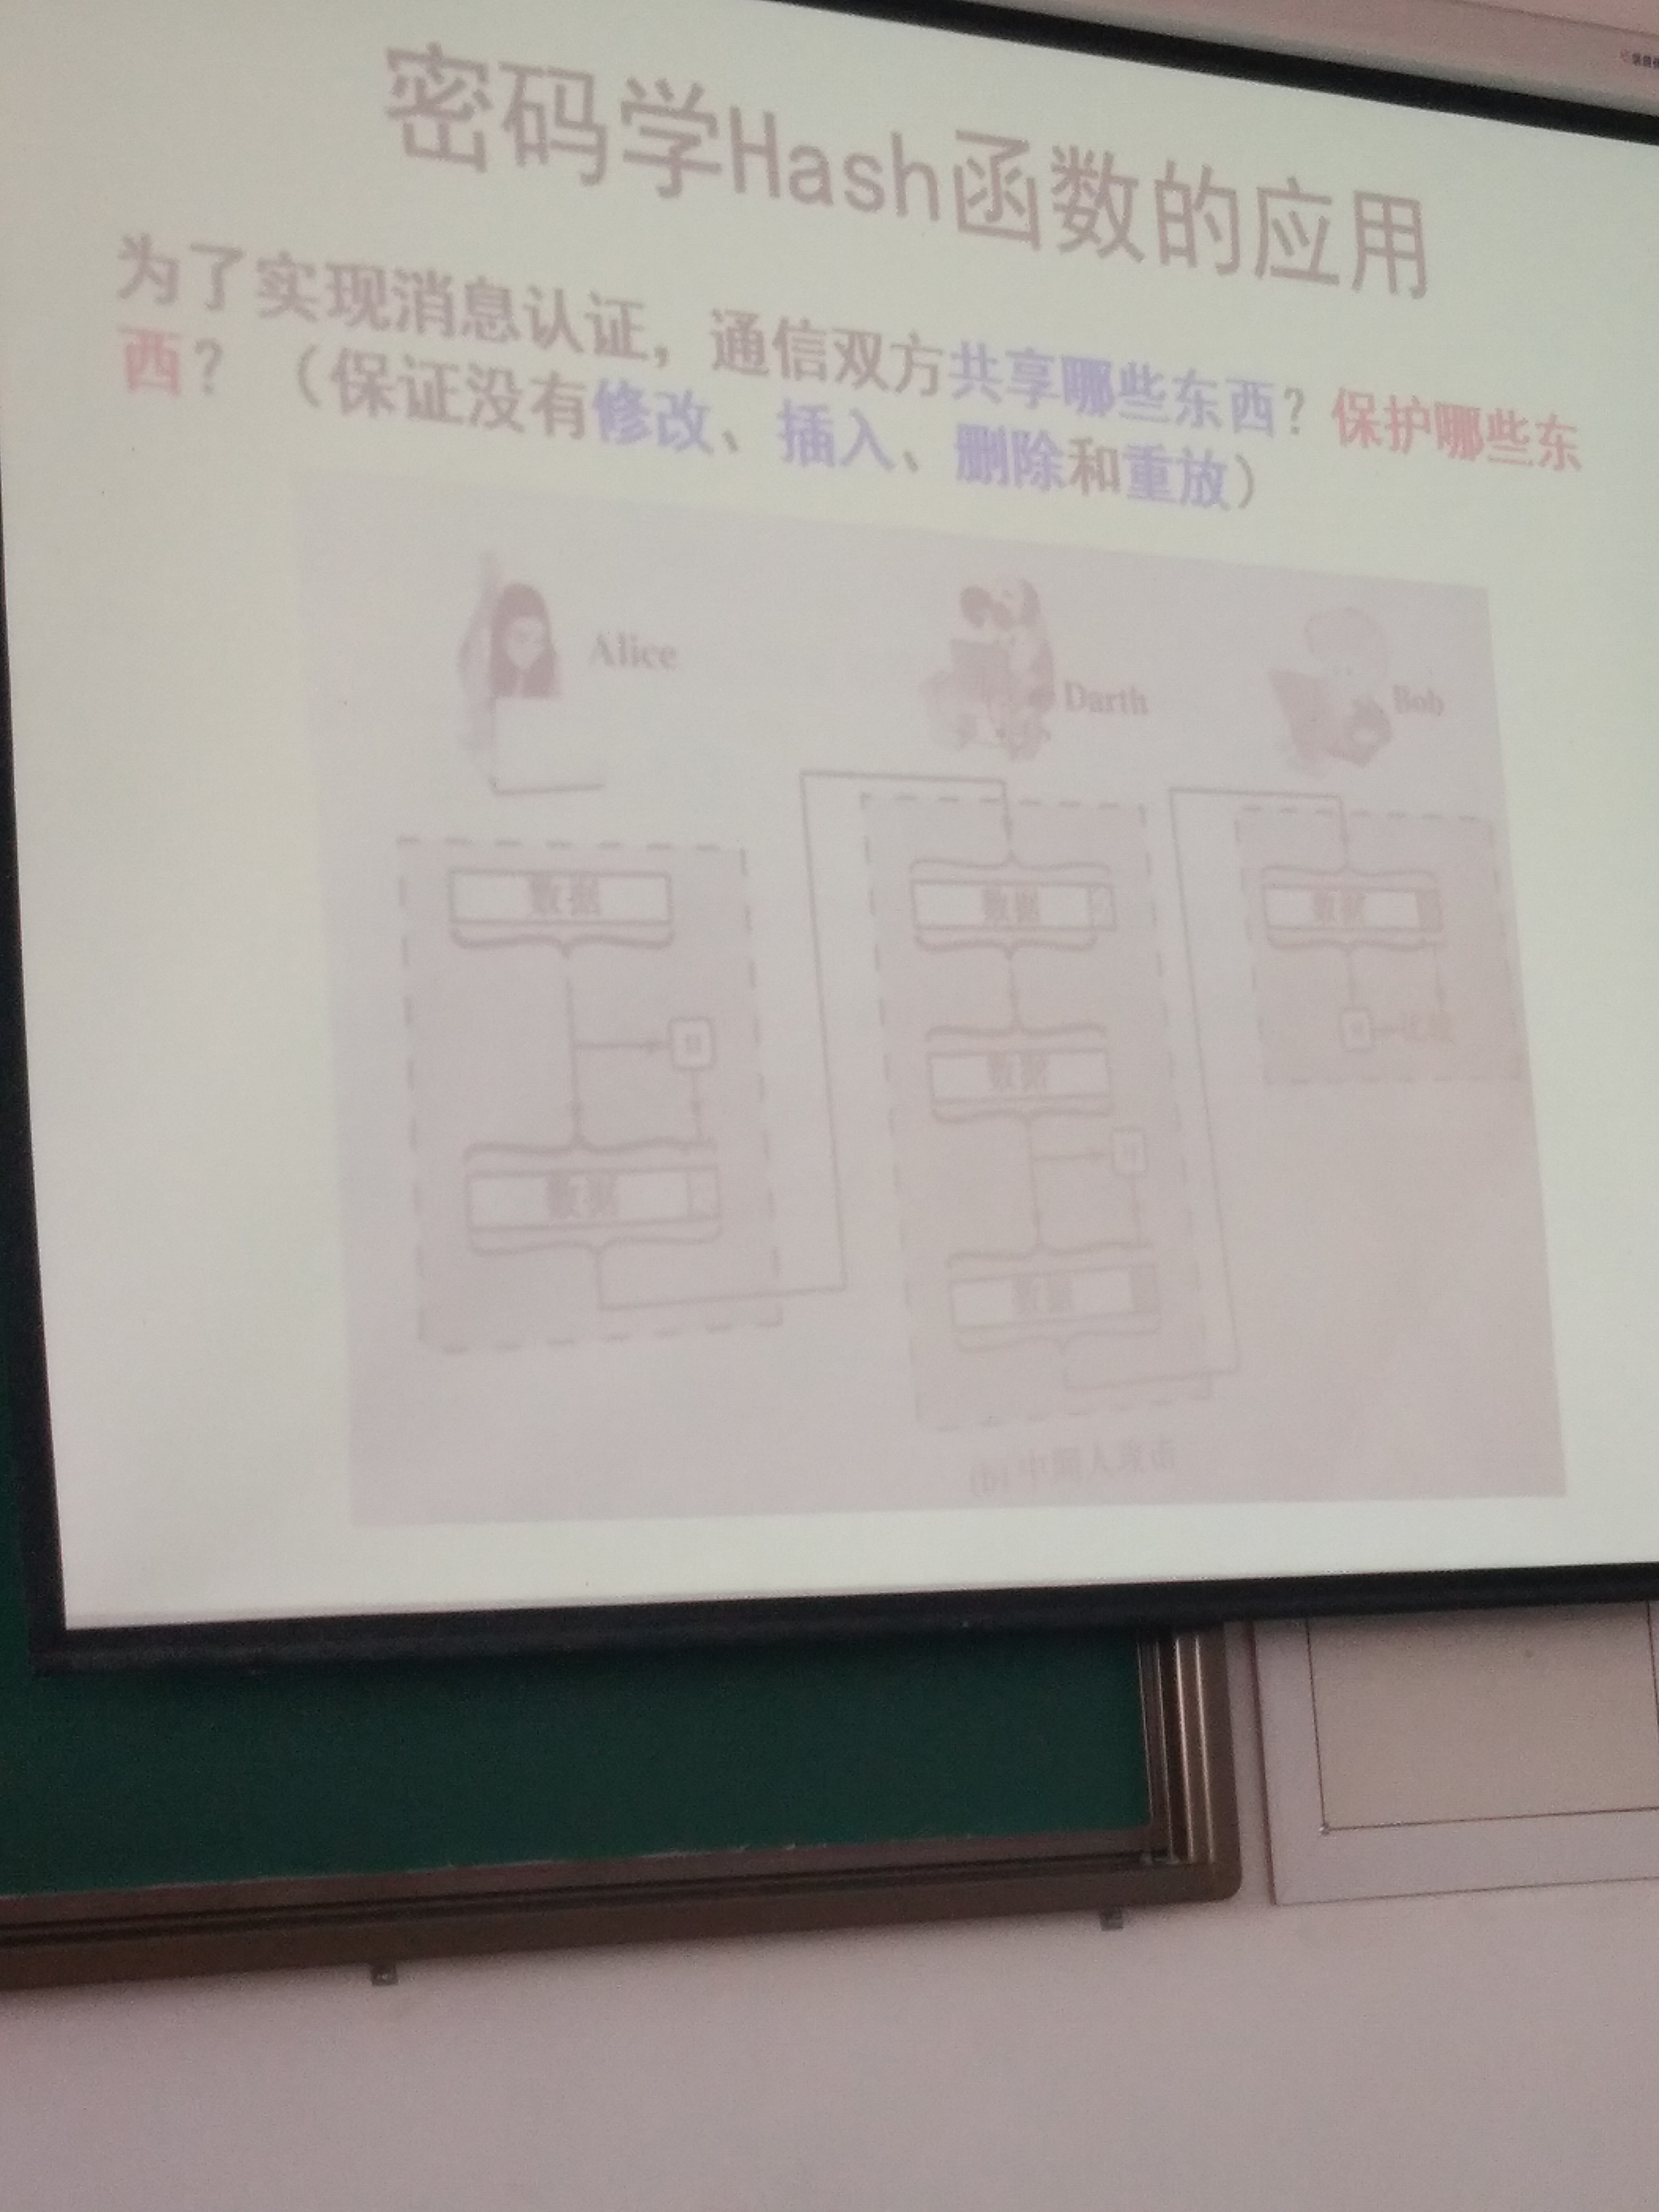 密码学Hash函数的应用
为了实现消息认证，通信双方共享哪些东西？保护哪些东
西？（保证没有修改、插入、删除和重放）
Alice
Darth
Bob
数据
数据
数据
数据
H
数据
H
数据
数据
(b) 中间人攻击